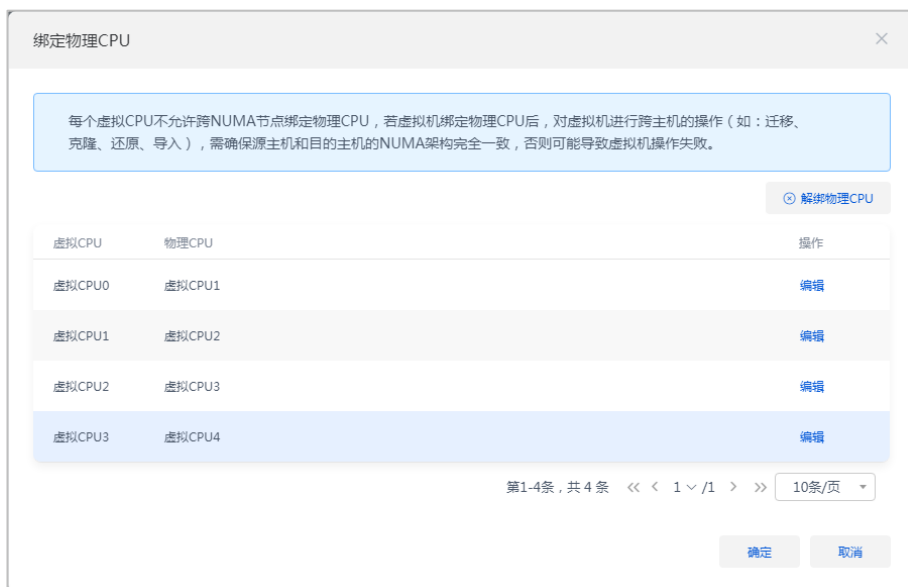 绑定物理CPU
每个虚拟CPU不允许跨NUMA节点绑定物理CPU，若虚拟机绑定物理CPU后，对虚拟机进行跨主机的操作（如：迁移、
克隆、还原、导入），需确保源主机和目的主机的NUMA架构完全一致，否则可能导致虚拟机操作失败。
解绑物理CPU
虚拟CPU 物理CPU 操作
虚拟CPU0 虚拟CPU1 编辑
虚拟CPU1 虚拟CPU2 编辑
虚拟CPU2 虚拟CPU3 编辑
虚拟CPU3 虚拟CPU4 编辑
第1-4条，共 4 条 1 /1 10条/页
确定 取消